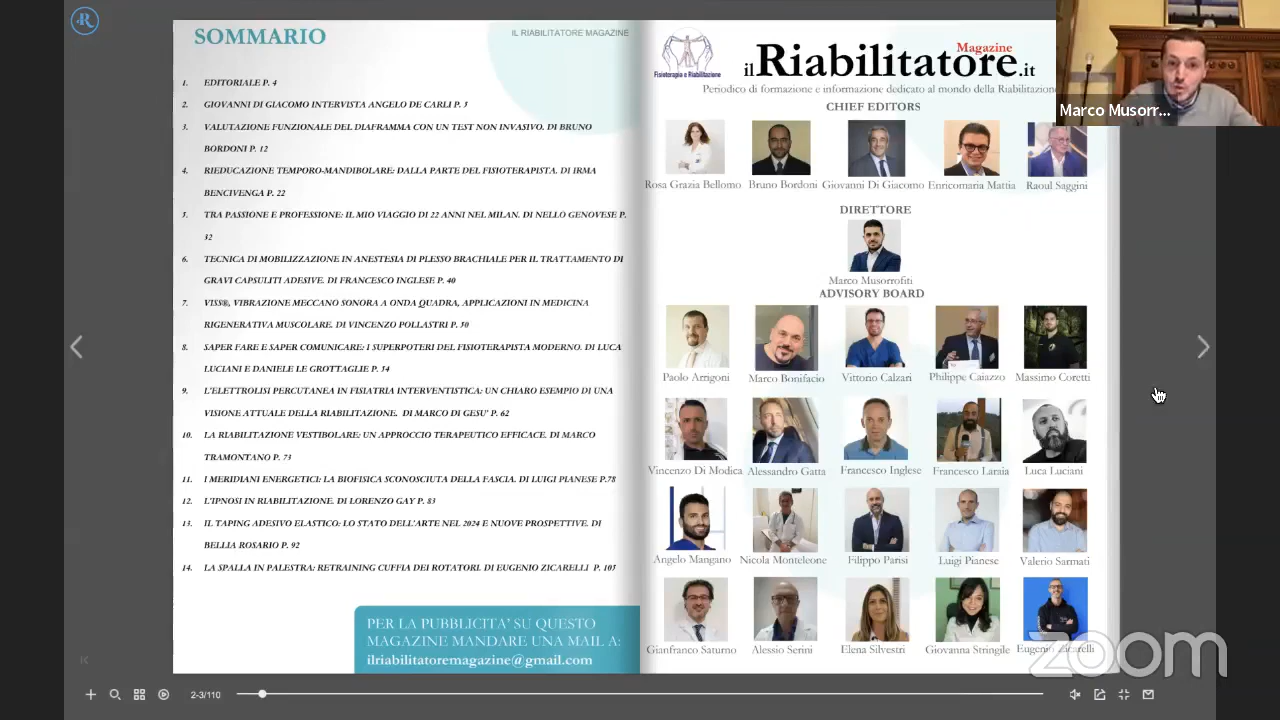 SOMMARIO
IL RIABILITATORE MAGAZINE
1. EDITORIALE P. 4
2. GIOVANNI DI GIACOMO INTERVISTA ANGELO DE CARLI P. 5
3. VALUTAZIONE FUNZIONALE DEL DIAFRAMMA CON UN TEST NON INVASIVO. DI BRUNO
BORDONI P. 12
4. RIEDUCAZIONE TEMPORO-MANDIBOLARE: DALLA PARTE DEL FISIOTERAPISTA. DI IRMA
BENCIVENGA P. 22
5. TRA PASSIONE E PROFESSIONE: IL MIO VIAGGIO DI 22 ANNI NEL MILAN. DI NELLO GENOVESE P.
32
6. TECNICA DI MOBILIZZAZIONE IN ANESTESIA DI PLESSO BRACHIALE PER IL TRATTAMENTO DI
GRAVI CAPSULITI ADESIVE. DI FRANCESCO INGLESE P. 40
7. VISS®, VIBRAZIONE MECCANO SONORA A ONDA QUADRA, APPLICAZIONI IN MEDICINA
RIGENERATIVA MUSCOLARE. DI VINCENZO POLLASTRI P. 50
8. SAPER FARE E SAPER COMUNICARE: I SUPERPOTERI DEL FISIOTERAPISTA MODERNO. DI LUCA
LUCIANI E DANIELE LE GROTTAGLIE P. 54
9. L'ELETTROLISI PERCUTANEA IN FISIATRIA INTERVENTISTICA: UN CHIARO ESEMPIO DI UNA
VISIONE ATTUALE DELLA RIABILITAZIONE. DI MARCO DI GESU' P. 62
10. LA RIABILITAZIONE VESTIBOLARE: UN APPROCCIO TERAPEUTICO EFFICACE. DI MARCO
TRAMONTANO P. 73
11. I MERIDIANI ENERGETICI: LA BIOFISICA SCONOSCIUTA DELLA FASCIA. DI LUIGI PIANESE P.78
12. L'IPNOSI IN RIABILITAZIONE. DI LORENZO GAY P. 83
13. IL TAPING ADESIVO ELASTICO: LO STATO DELL'ARTE NEL 2024 E NUOVE PROSPETTIVE. DI
BELLIA ROSARIO P. 92
14. LA SPALLA IN PALESTRA: RETRAINING CUFFIA DEI ROTATORI. DI EUGENIO ZICARELLI P. 105
PER LA PUBBLICITA' SU QUESTO
MAGAZINE MANDARE UNA MAIL A:
ilriabilitatoremagazine@gmail.com
Fisioterapia e Riabilitazione
Magazine
ilRiabilitatore.it
Periodico di formazione e informazione dedicato al mondo della Riabilitazione
CHIEF EDITORS
Rosa Grazia Bellomo Bruno Bordoni Giovanni Di Giacomo Enricomaria Mattia Raoul Saggini
DIRETTORE
Marco Musorrofiti
ADVISORY BOARD
Paolo Arrigoni Marco Bonifacio Vittorio Calzari Philippe Caiazzo Massimo Coretti
Vincenzo Di Modica Alessandro Gatta Francesco Inglese Francesco Laraia Luca Luciani
Angelo Mangano Nicola Monteleone Filippo Parisi Luigi Pianese Valerio Sarmati
Gianfranco Saturno Alessio Serini Elena Silvestri Giovanna Stringile Eugenio Zicarelli
Marco Musorr...
zoom
2-3/110